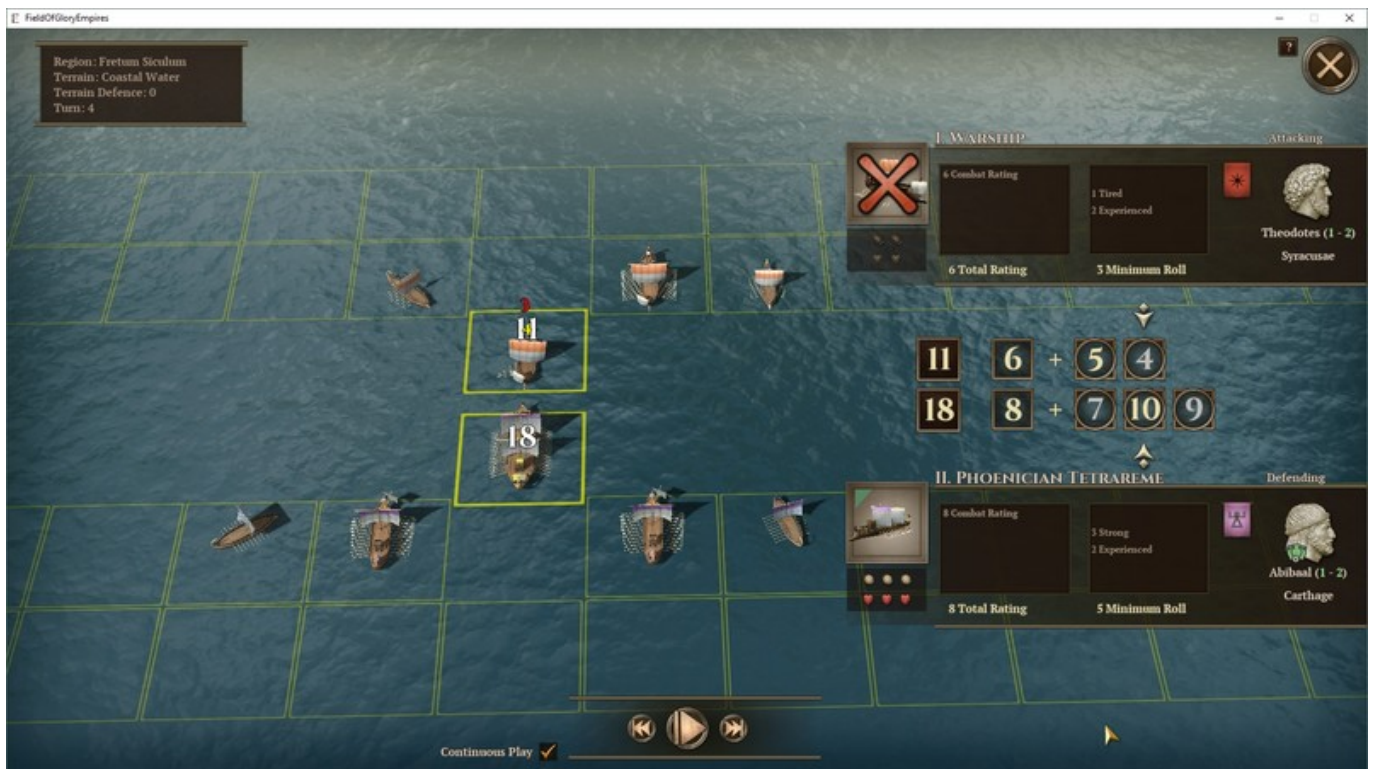 FieldOfGloryEmpires
Region: Fretum Siculum
Terrain: Coastal Water
Terrain Defence: 0
Turn: 4
?
I. Warship
Attacking
6 Combat Rating
1 Tired
2 Experienced
6 Total Rating
3 Minimum Roll
Theodotes (1 - 2)
Syracusae
11
18
11 6 + 5 4
18 8 + 7 10 9
II. Phoenician Tetrareme
Defending
8 Combat Rating
3 Strong
2 Experienced
8 Total Rating
5 Minimum Roll
Abibaal (1 - 2)
Carthage
Continuous Play